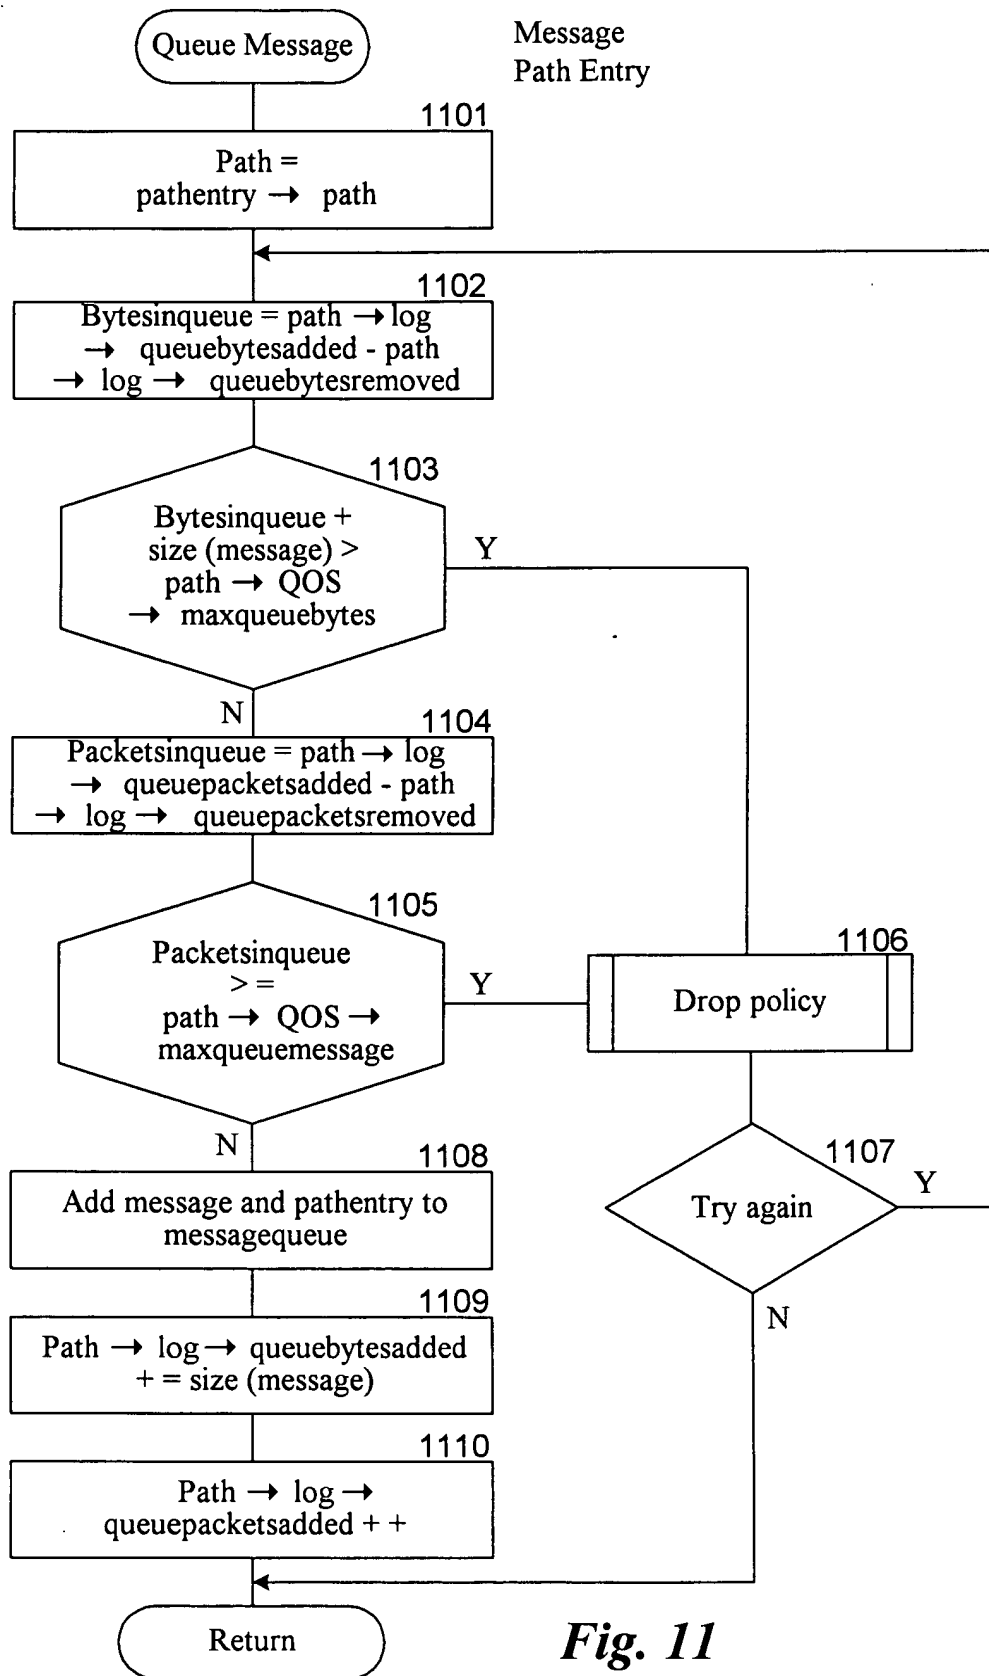 Queue Message
Message
Path Entry
1101
Path =
pathentry → path
1102
Bytesinqueue = path → log
→ queuebytesadded - path
→ log → queuebytesremoved
1103
Bytesinqueue +
size (message) >
path → QOS
→ maxqueuebytes
Y
N
1104
Packetsinqueue = path → log
→ queuepacketsadded - path
→ log → queuepacketsremoved
1105
Packetsinqueue
> =
path → QOS →
maxqueuemessage
Y
1106
Drop policy
N
1107
Try again
Y
N
1108
Add message and pathentry to
messagequeue
1109
Path → log → queuebytesadded
+ = size (message)
1110
Path → log →
queuepacketsadded + +
Return
Fig. 11